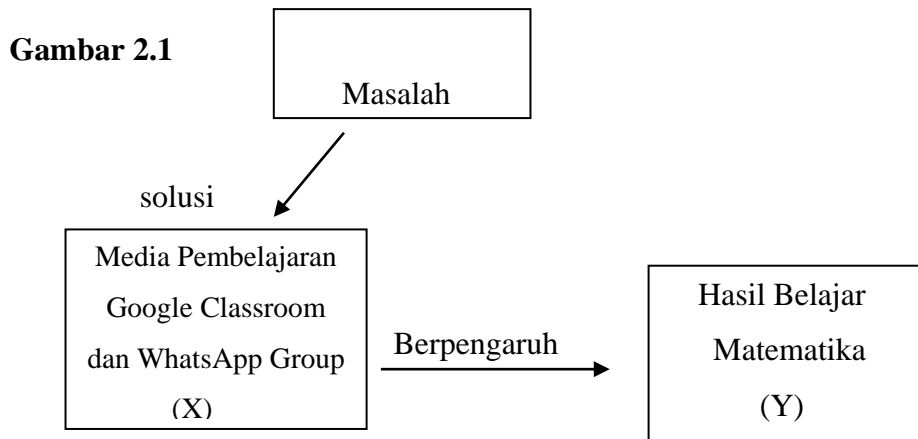 Gambar 2.1
Masalah
solusi
Media Pembelajaran
Google Classroom
dan WhatsApp Group
(X)
Berpengaruh
Hasil Belajar
Matematika
(Y)